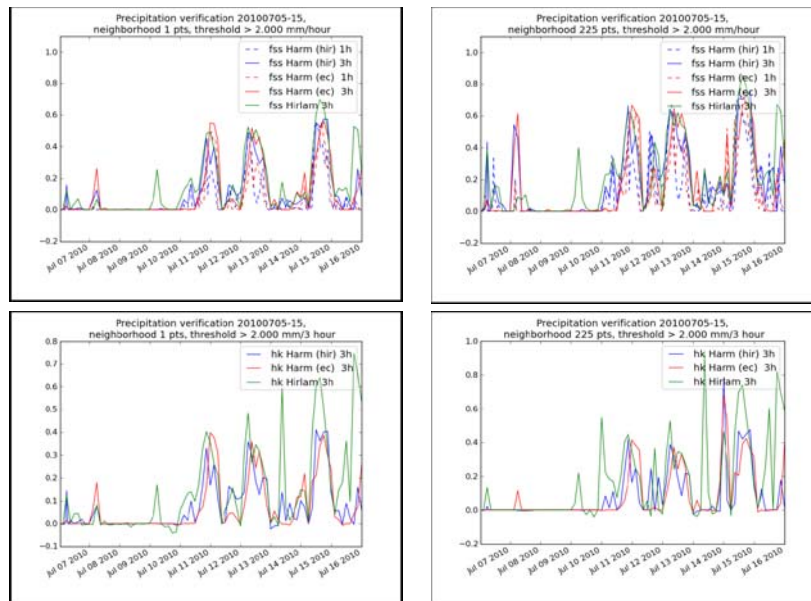 Precipitation verification 20100705-15,
neighborhood 1 pts, threshold > 2.000 mm/hour
1.0
0.8
0.6
0.4
0.2
0.0
−0.2
fss Harm (hir) 1h
fss Harm (hir) 3h
fss Harm (ec) 1h
fss Harm (ec) 3h
fss Hirlam 3h
Jul 07 2010
Jul 08 2010
Jul 09 2010
Jul 10 2010
Jul 11 2010
Jul 12 2010
Jul 13 2010
Jul 14 2010
Jul 15 2010
Jul 16 2010
Precipitation verification 20100705-15,
neighborhood 225 pts, threshold > 2.000 mm/hour
1.0
0.8
0.6
0.4
0.2
0.0
−0.2
fss Harm (hir) 1h
fss Harm (hir) 3h
fss Harm (ec) 1h
fss Harm (ec) 3h
fss Hirlam 3h
Jul 07 2010
Jul 08 2010
Jul 09 2010
Jul 10 2010
Jul 11 2010
Jul 12 2010
Jul 13 2010
Jul 14 2010
Jul 15 2010
Jul 16 2010
Precipitation verification 20100705-15,
neighborhood 1 pts, threshold > 2.000 mm/3 hour
0.8
0.7
0.6
0.5
0.4
0.3
0.2
0.1
0.0
−0.1
hk Harm (hir) 3h
hk Harm (ec) 3h
hk Hirlam 3h
Jul 07 2010
Jul 08 2010
Jul 09 2010
Jul 10 2010
Jul 11 2010
Jul 12 2010
Jul 13 2010
Jul 14 2010
Jul 15 2010
Jul 16 2010
Precipitation verification 20100705-15,
neighborhood 225 pts, threshold > 2.000 mm/3 hour
1.0
0.8
0.6
0.4
0.2
0.0
−0.2
hk Harm (hir) 3h
hk Harm (ec) 3h
hk Hirlam 3h
Jul 07 2010
Jul 08 2010
Jul 09 2010
Jul 10 2010
Jul 11 2010
Jul 12 2010
Jul 13 2010
Jul 14 2010
Jul 15 2010
Jul 16 2010